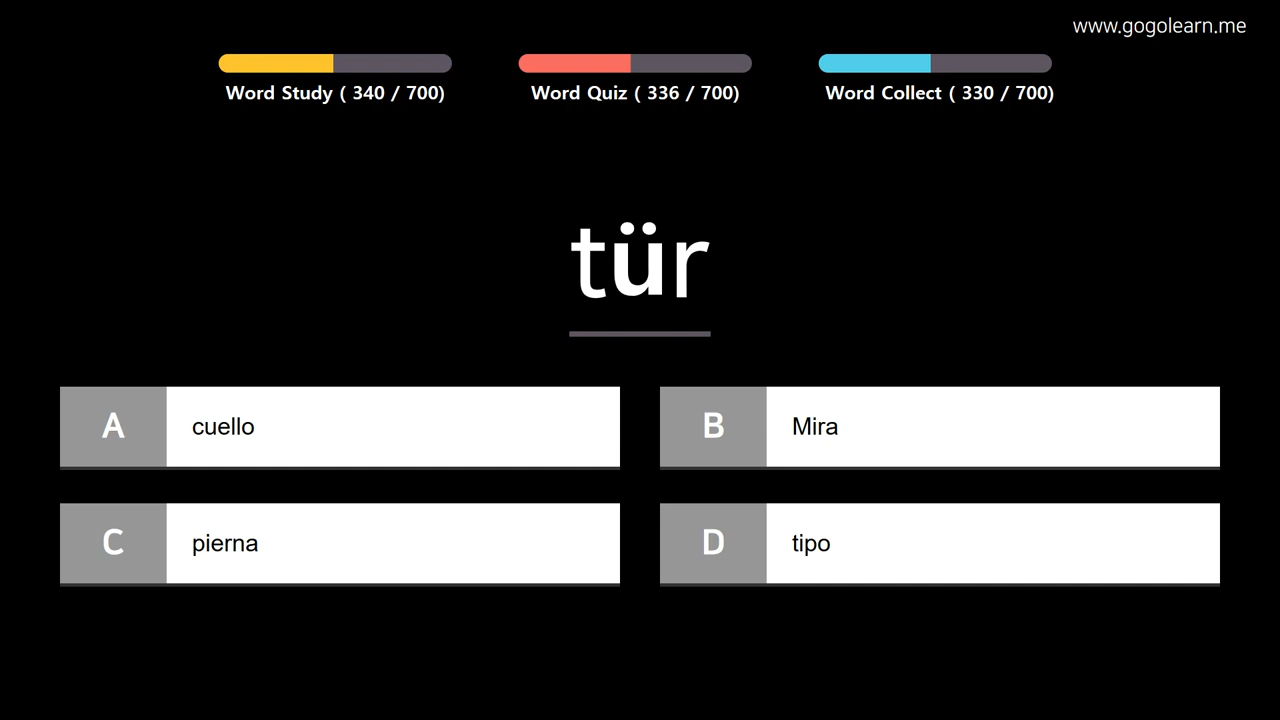 www.gogolearn.me
Word Study ( 340 / 700)
Word Quiz ( 336 / 700)
Word Collect ( 330 / 700)
tür
A cuello
B Mira
C pierna
D tipo